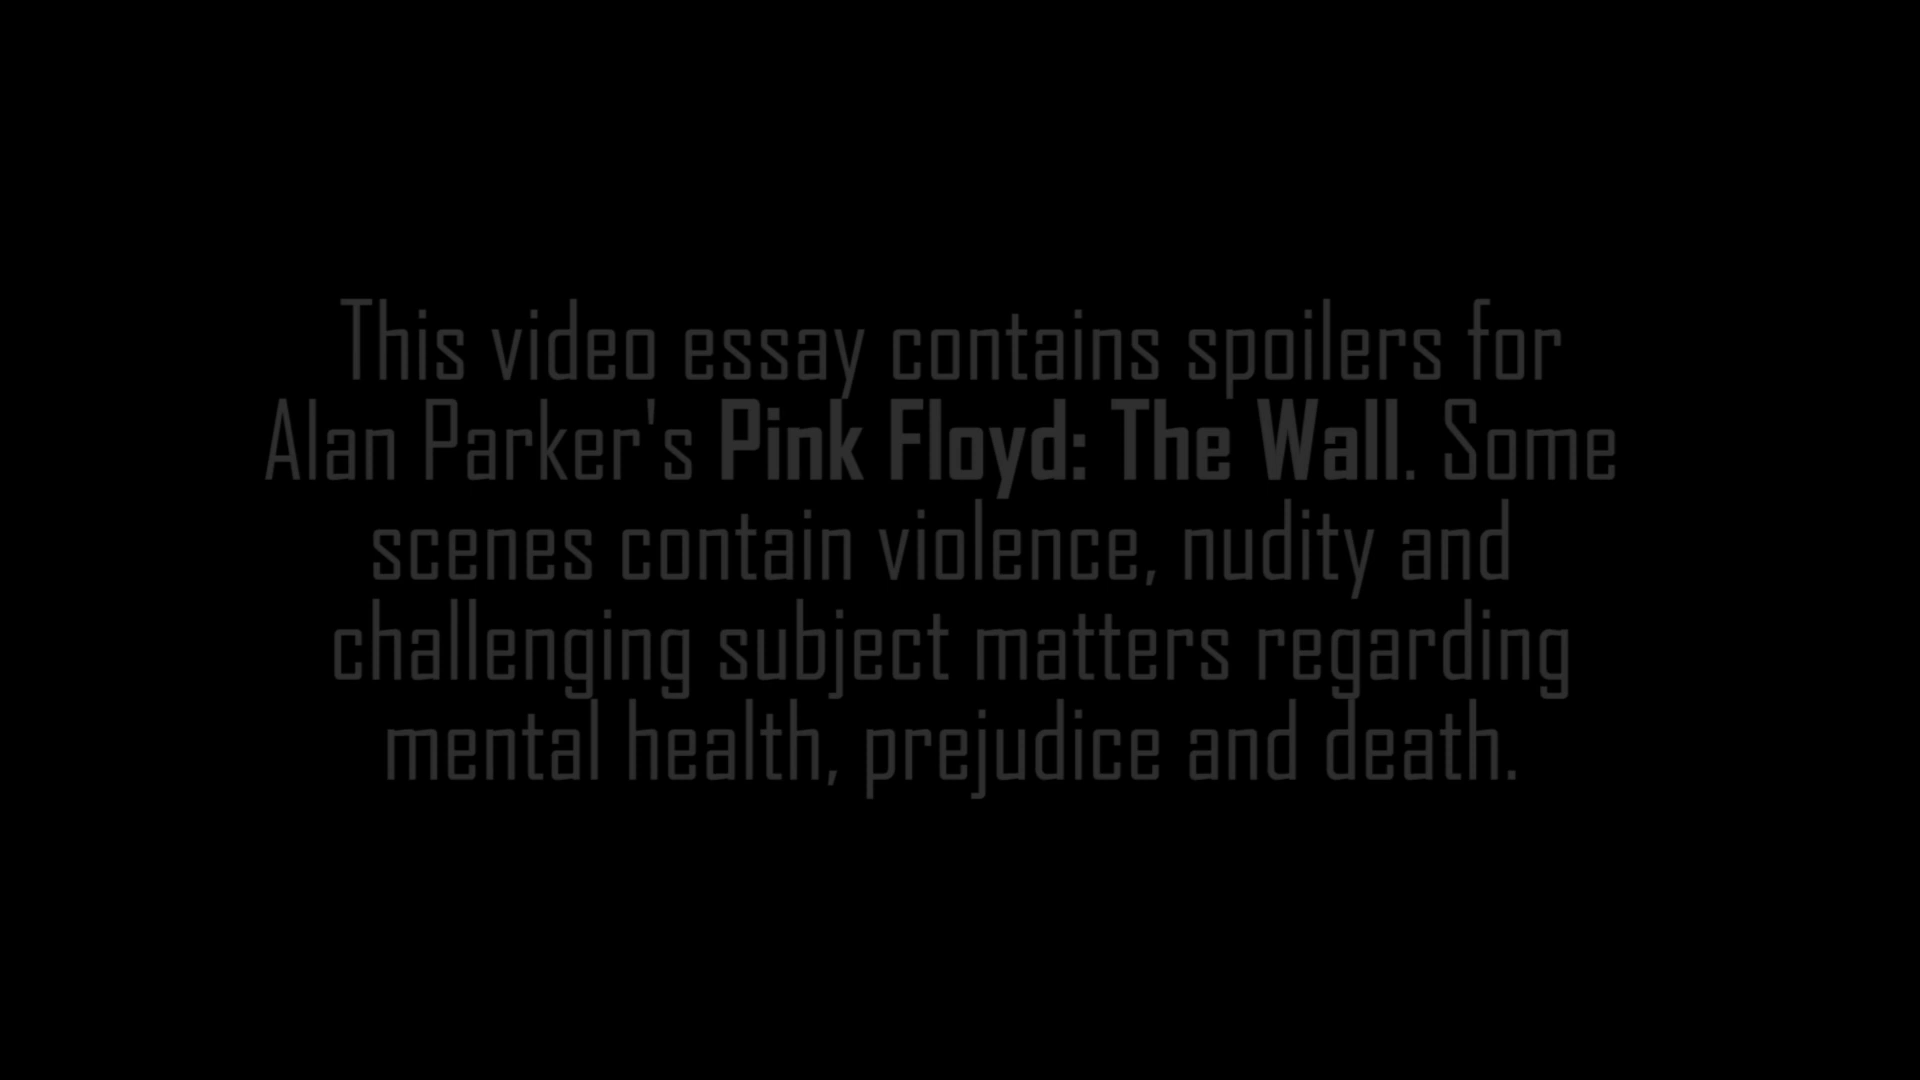 This video essay contains spoilers for
Alan Parker's Pink Floyd: The Wall. Some
scenes contain violence, nudity and
challenging subject matters regarding
mental health, prejudice and death.